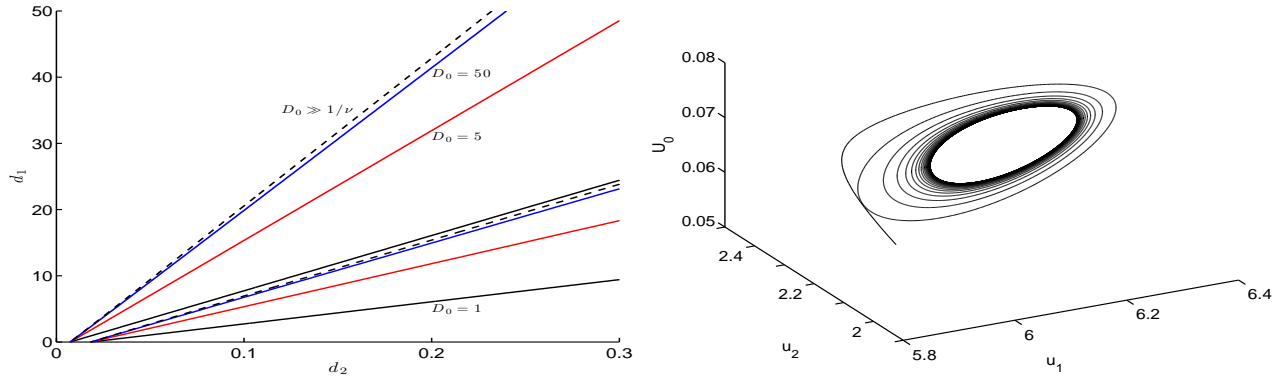 50
40
30
20
10
0
d₁
0
0.1
0.2
0.3
d₂
D₀ ≫ 1/ν
D₀ = 50
D₀ = 5
D₀ = 1
0.08
0.07
0.06
0.05
U₀
2.4
2.2
2
u₂
5.8
6
6.2
6.4
u₁